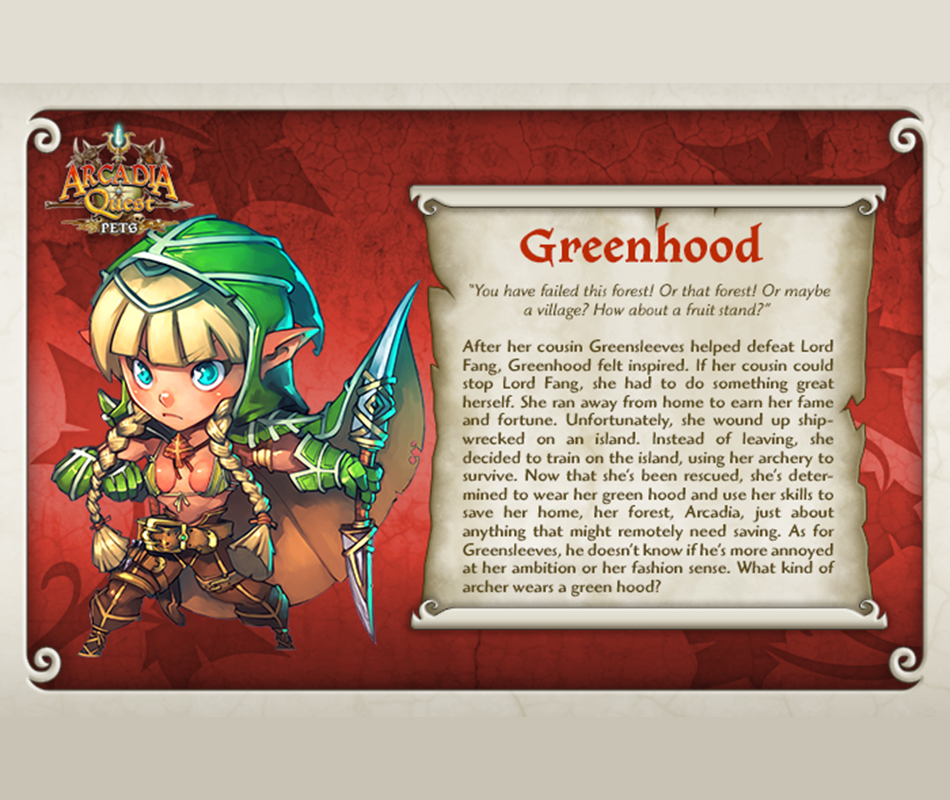 ARCADIA
Quest
PETS
Greenhood
"You have failed this forest! Or that forest! Or maybe
a village? How about a fruit stand?"
After her cousin Greensleeves helped defeat Lord
Fang, Greenhood felt inspired. If her cousin could
stop Lord Fang, she had to do something great
herself. She ran away from home to earn her fame
and fortune. Unfortunately, she wound up ship-
wrecked on an island. Instead of leaving, she
decided to train on the island, using her archery to
survive. Now that she's been rescued, she's deter-
mined to wear her green hood and use her skills to
save her home, her forest, Arcadia, just about
anything that might remotely need saving. As for
Greensleeves, he doesn't know if he's more annoyed
at her ambition or her fashion sense. What kind of
archer wears a green hood?